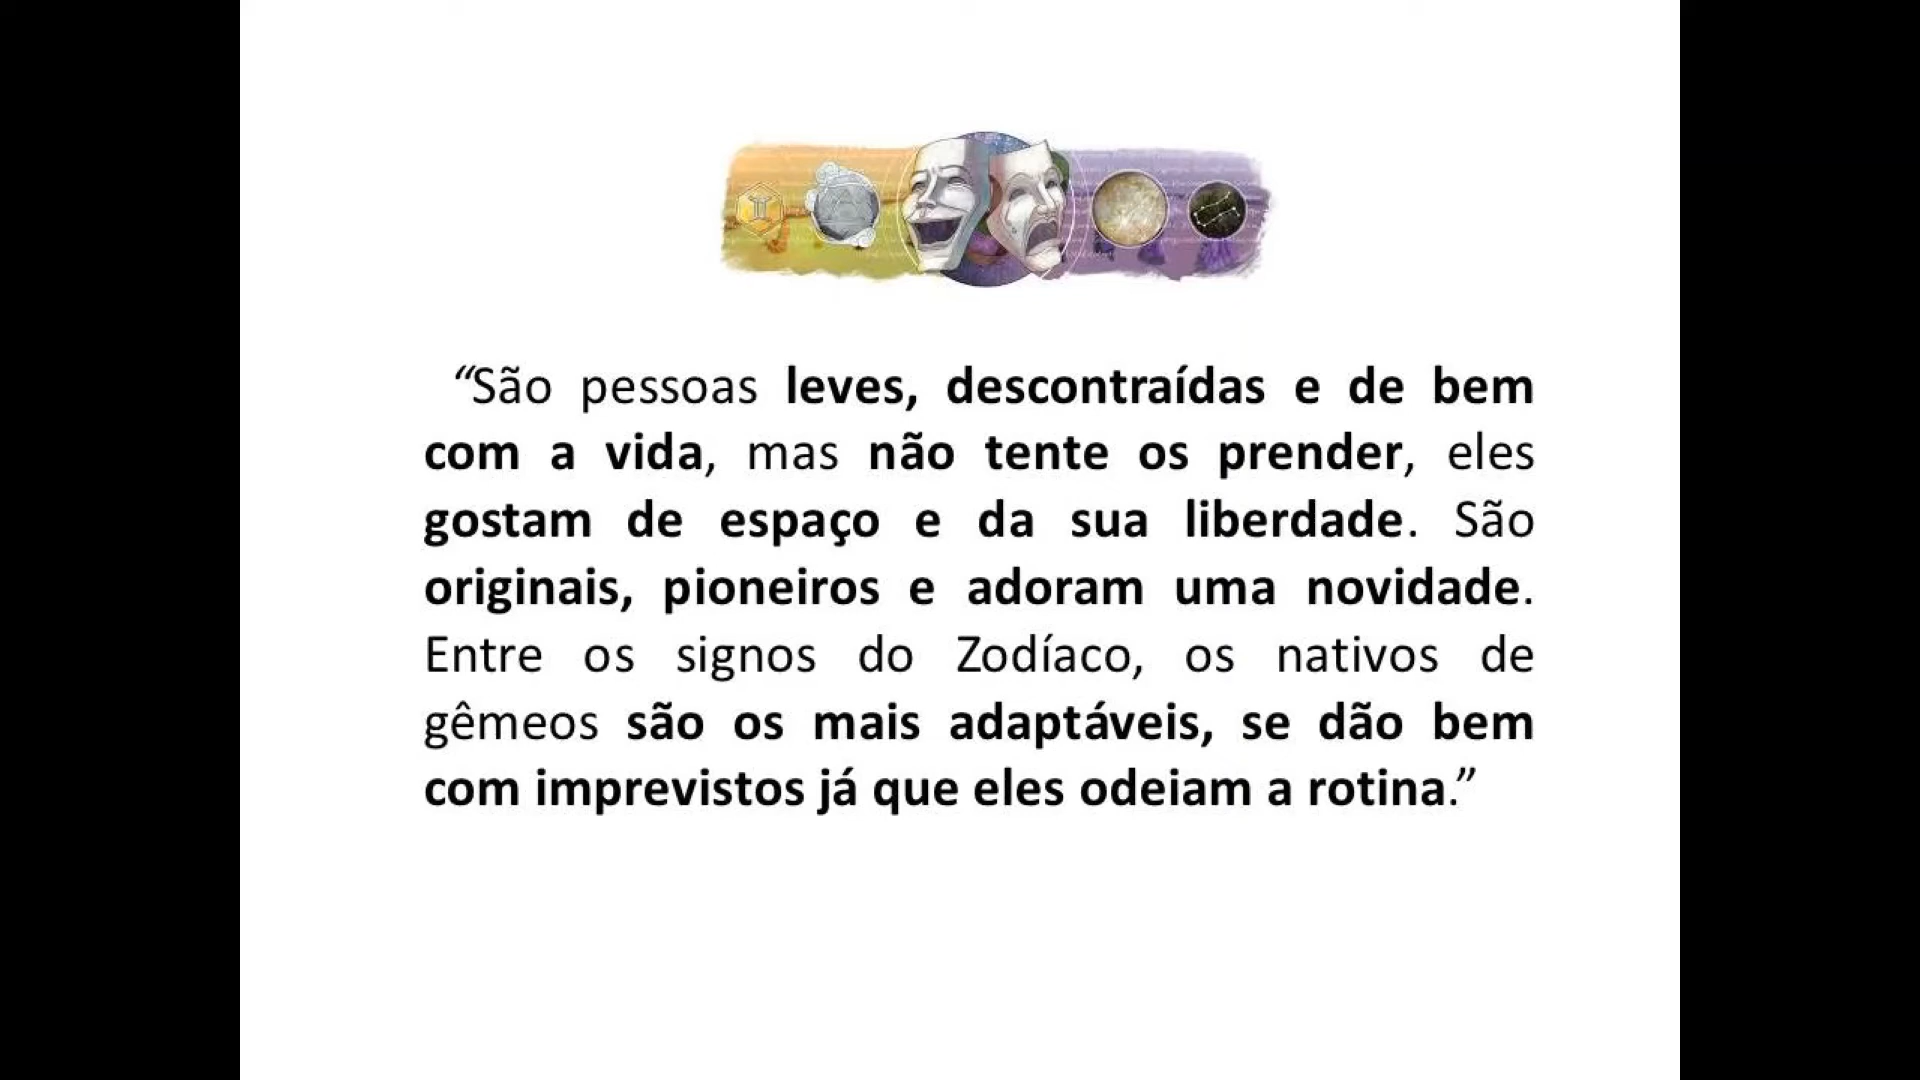 “São pessoas leves, descontraídas e de bem
com a vida, mas não tente os prender, eles
gostam de espaço e da sua liberdade. São
originais, pioneiros e adoram uma novidade.
Entre os signos do Zodíaco, os nativos de
gêmeos são os mais adaptáveis, se dão bem
com imprevistos já que eles odeiam a rotina.”